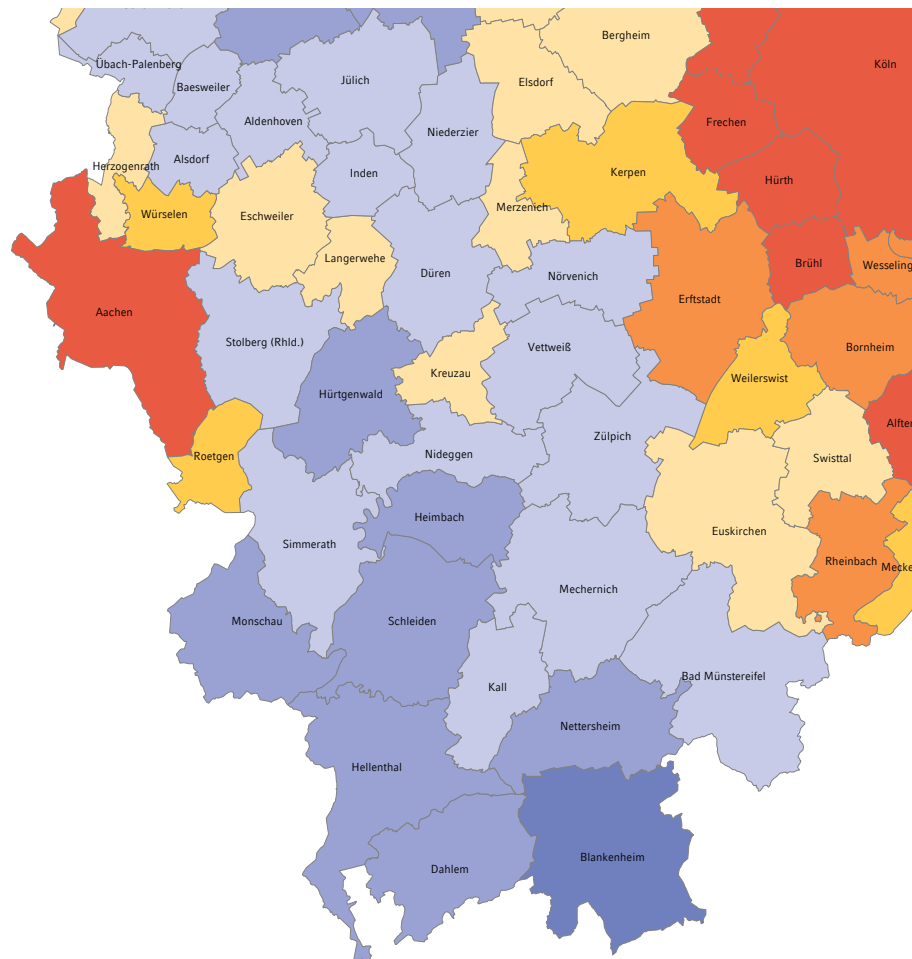 Bergheim
Köln
Übach-Palenberg
Jülich
Elsdorf
Baesweiler
Aldenhoven
Frechen
Niederzier
Alsdorf
Herzogenrath
Inden
Kerpen
Hürth
Merzenich
Würselen
Eschweiler
Langerwehe
Düren
Nörvenich
Brühl
Wesseling
Erftstadt
Aachen
Stolberg (Rhld.)
Vettweiß
Bornheim
Kreuzau
Weilerswist
Hürtgenwald
Alfter
Zülpich
Roetgen
Nideggen
Swisttal
Heimbach
Euskirchen
Simmerath
Rheinbach
Mecke
Mechernich
Monschau
Schleiden
Bad Münstereifel
Kall
Nettersheim
Hellenthal
Blankenheim
Dahlem